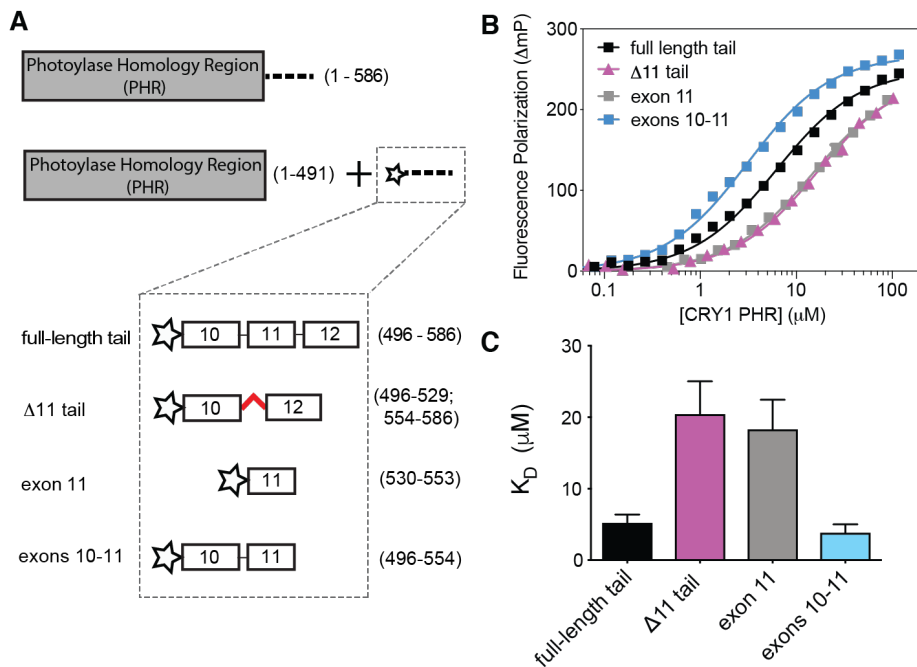 A
Photoylase Homology Region
(PHR)
(1 - 586)
Photoylase Homology Region
(PHR)
(1-491)
+
full-length tail
10
11
12
(496 - 586)
Δ11 tail
10
12
(496-529;
554-586)
exon 11
11
(530-553)
exons 10-11
10
11
(496-554)
B
Fluorescence Polarization (ΔmP)
300
200
100
0
full length tail
Δ11 tail
exon 11
exons 10-11
0.1
1
10
100
[CRY1 PHR] (μM)
C
K_D (μM)
30
20
10
0
full-length tail
Δ11 tail
exon 11
exons 10-11